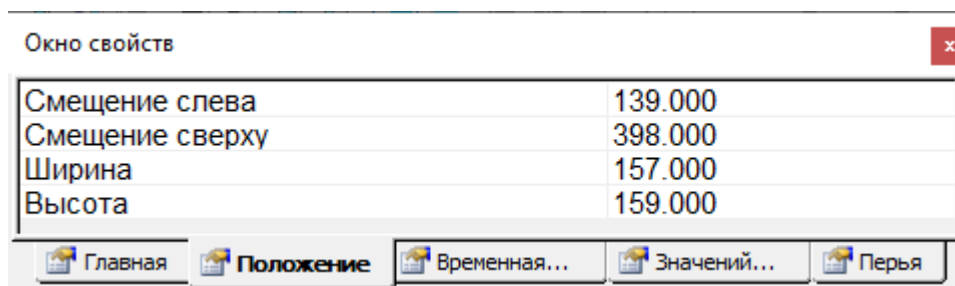 Окно свойств x
Смещение слева 139.000
Смещение сверху 398.000
Ширина 157.000
Высота 159.000
Главная Положение Временная... Значений... Перья